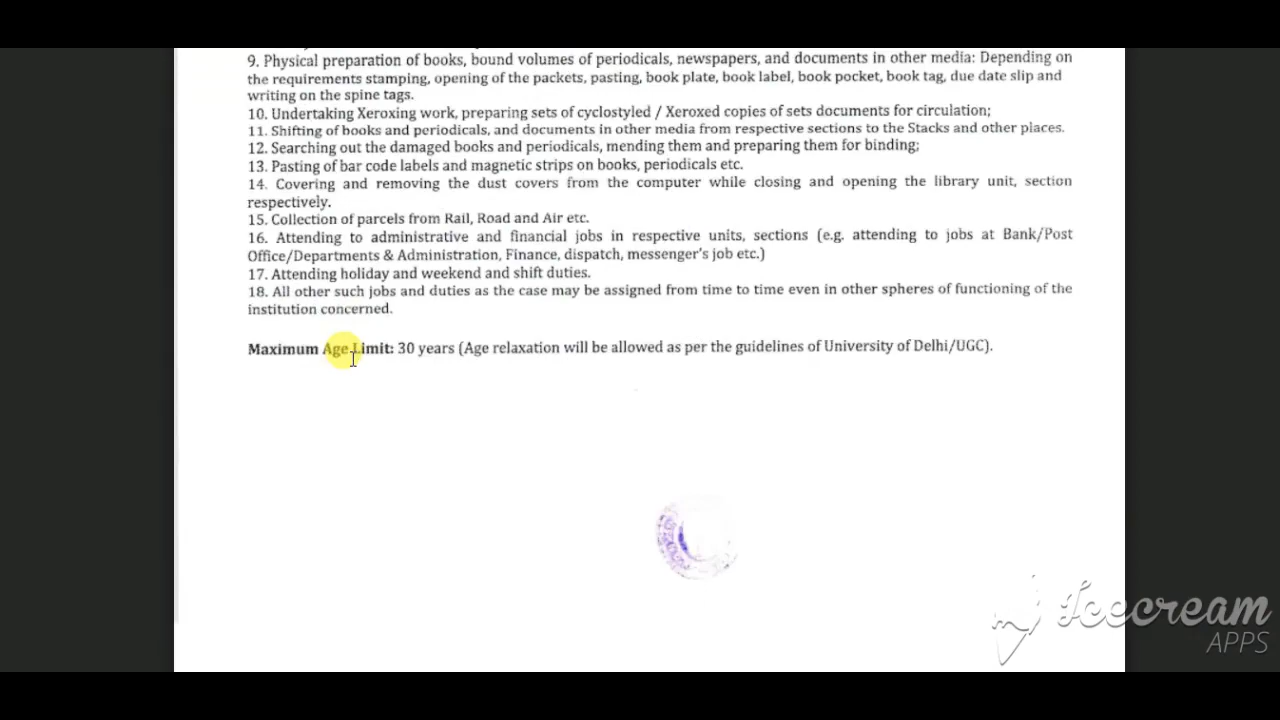 9. Physical preparation of books, bound volumes of periodicals, newspapers, and documents in other media: Depending on
the requirements stamping, opening of the packets, pasting, book plate, book label, book pocket, book tag, due date slip and
writing on the spine tags.
10. Undertaking Xeroxing work, preparing sets of cyclostyled / Xeroxed copies of sets documents for circulation;
11. Shifting of books and periodicals, and documents in other media from respective sections to the Stacks and other places.
12. Searching out the damaged books and periodicals, mending them and preparing them for binding;
13. Pasting of bar code labels and magnetic strips on books, periodicals etc.
14. Covering and removing the dust covers from the computer while closing and opening the library unit, section
respectively.
15. Collection of parcels from Rail, Road and Air etc.
16. Attending to administrative and financial jobs in respective units, sections (e.g. attending to jobs at Bank/Post
Office/Departments & Administration, Finance, dispatch, messenger's job etc.)
17. Attending holiday and weekend and shift duties.
18. All other such jobs and duties as the case may be assigned from time to time even in other spheres of functioning of the
institution concerned.
Maximum Age Limit: 30 years (Age relaxation will be allowed as per the guidelines of University of Delhi/UGC).
Icecream
APPS